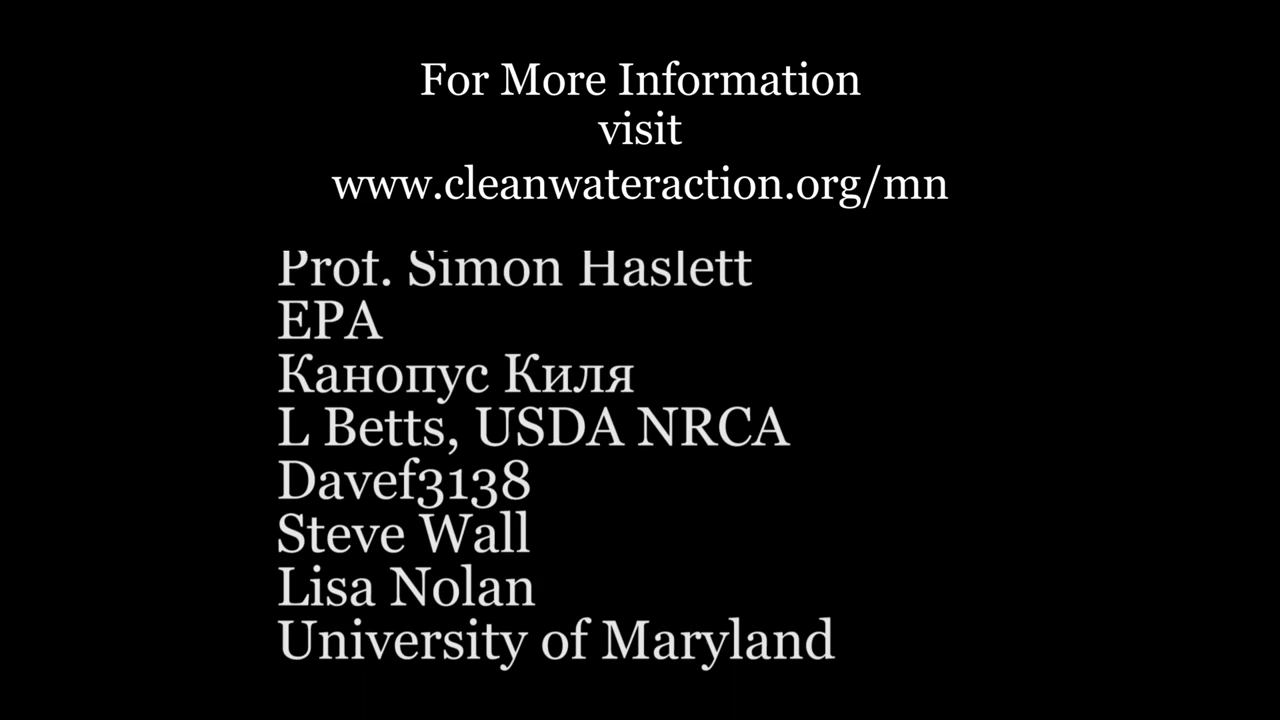 For More Information
visit
www.cleanwateraction.org/mn
Prof. Simon Haslett
EPA
Канопус Киля
L Betts, USDA NRCA
Davef3138
Steve Wall
Lisa Nolan
University of Maryland